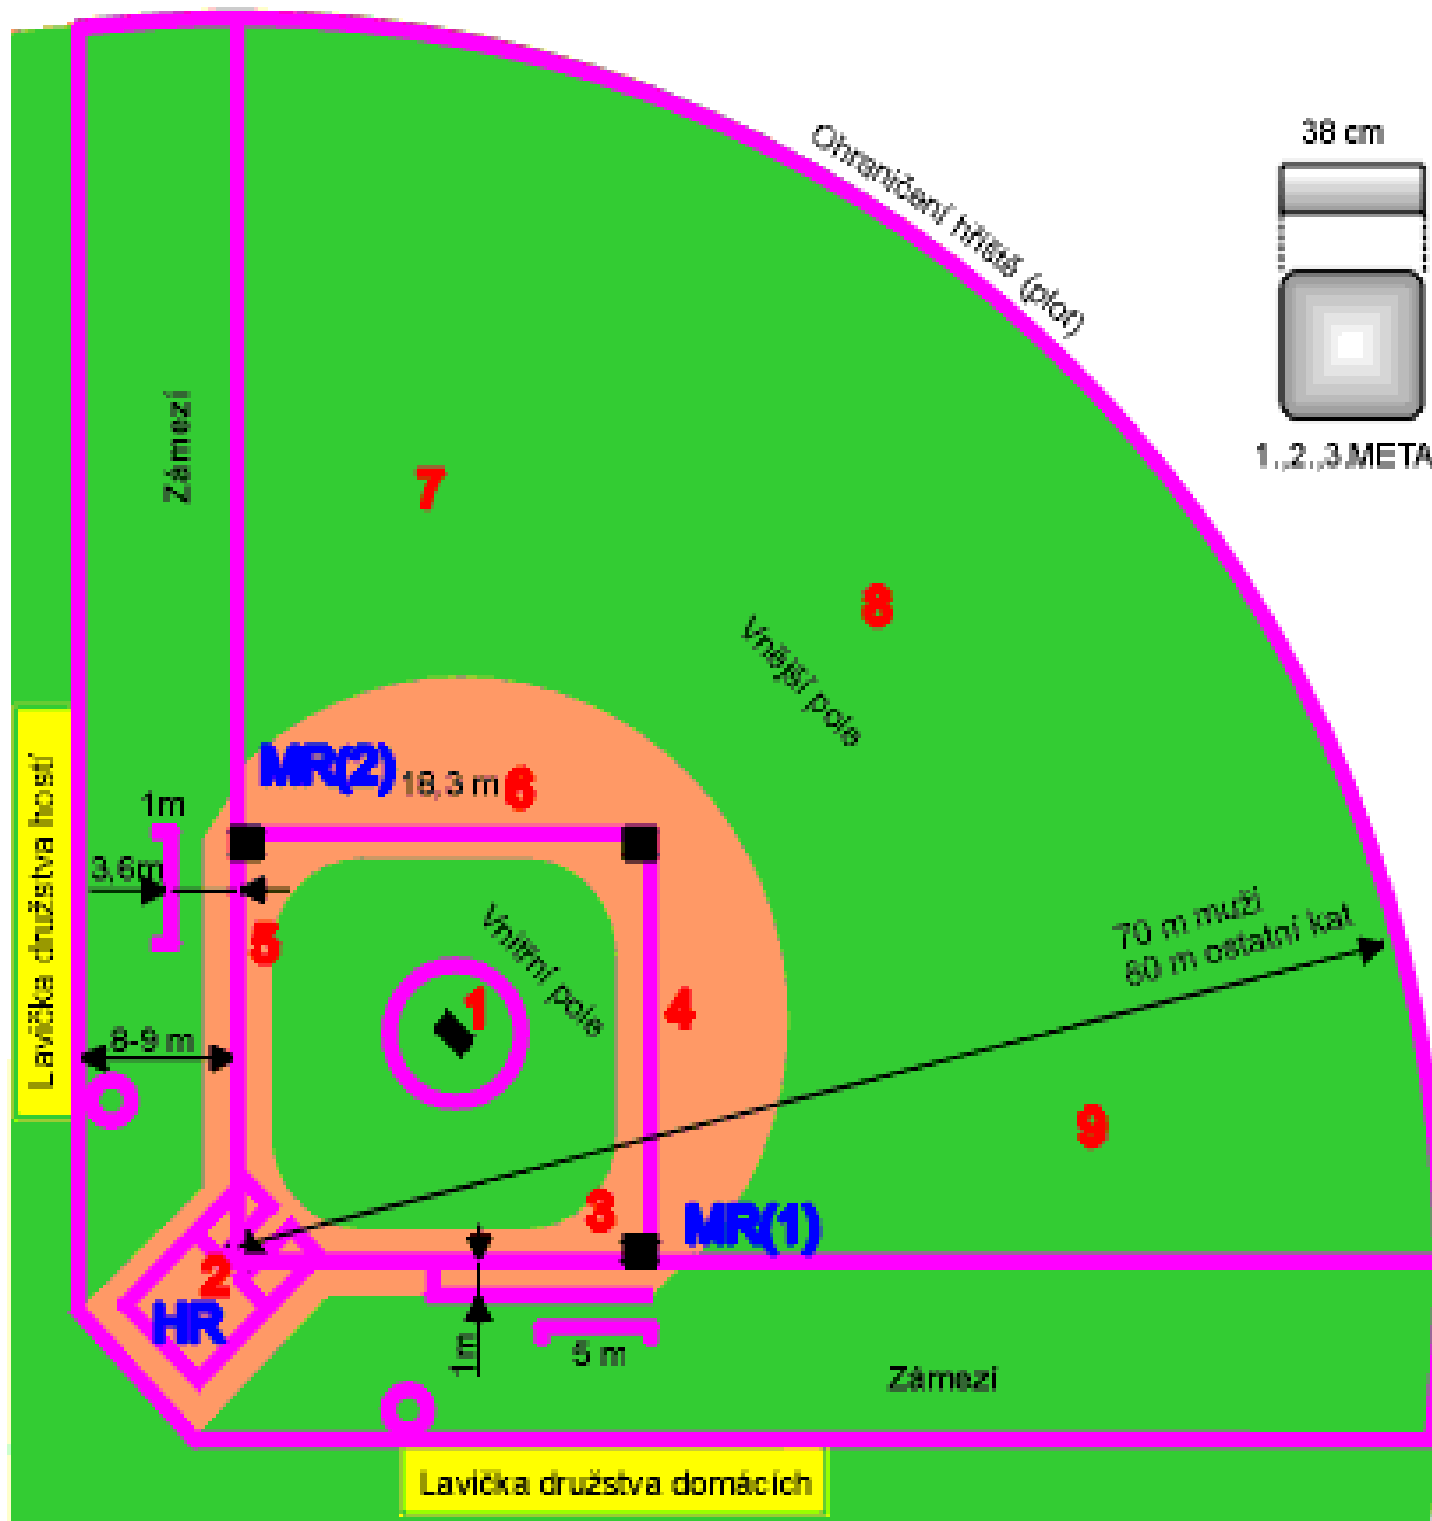 38 cm
Ohraničení hřiště (plot)
1.,2.,3.META
Zámezí
7
8
Vnější pole
MR(2)
18,3 m
6
1m
3,6m
Lavička družstva hostí
5
Vnitřní pole
1
4
70 m muži
60 m ostatní kat
8-9 m
9
3
MR(1)
2
HR
1m
5 m
Zámezí
Lavička družstva domácích